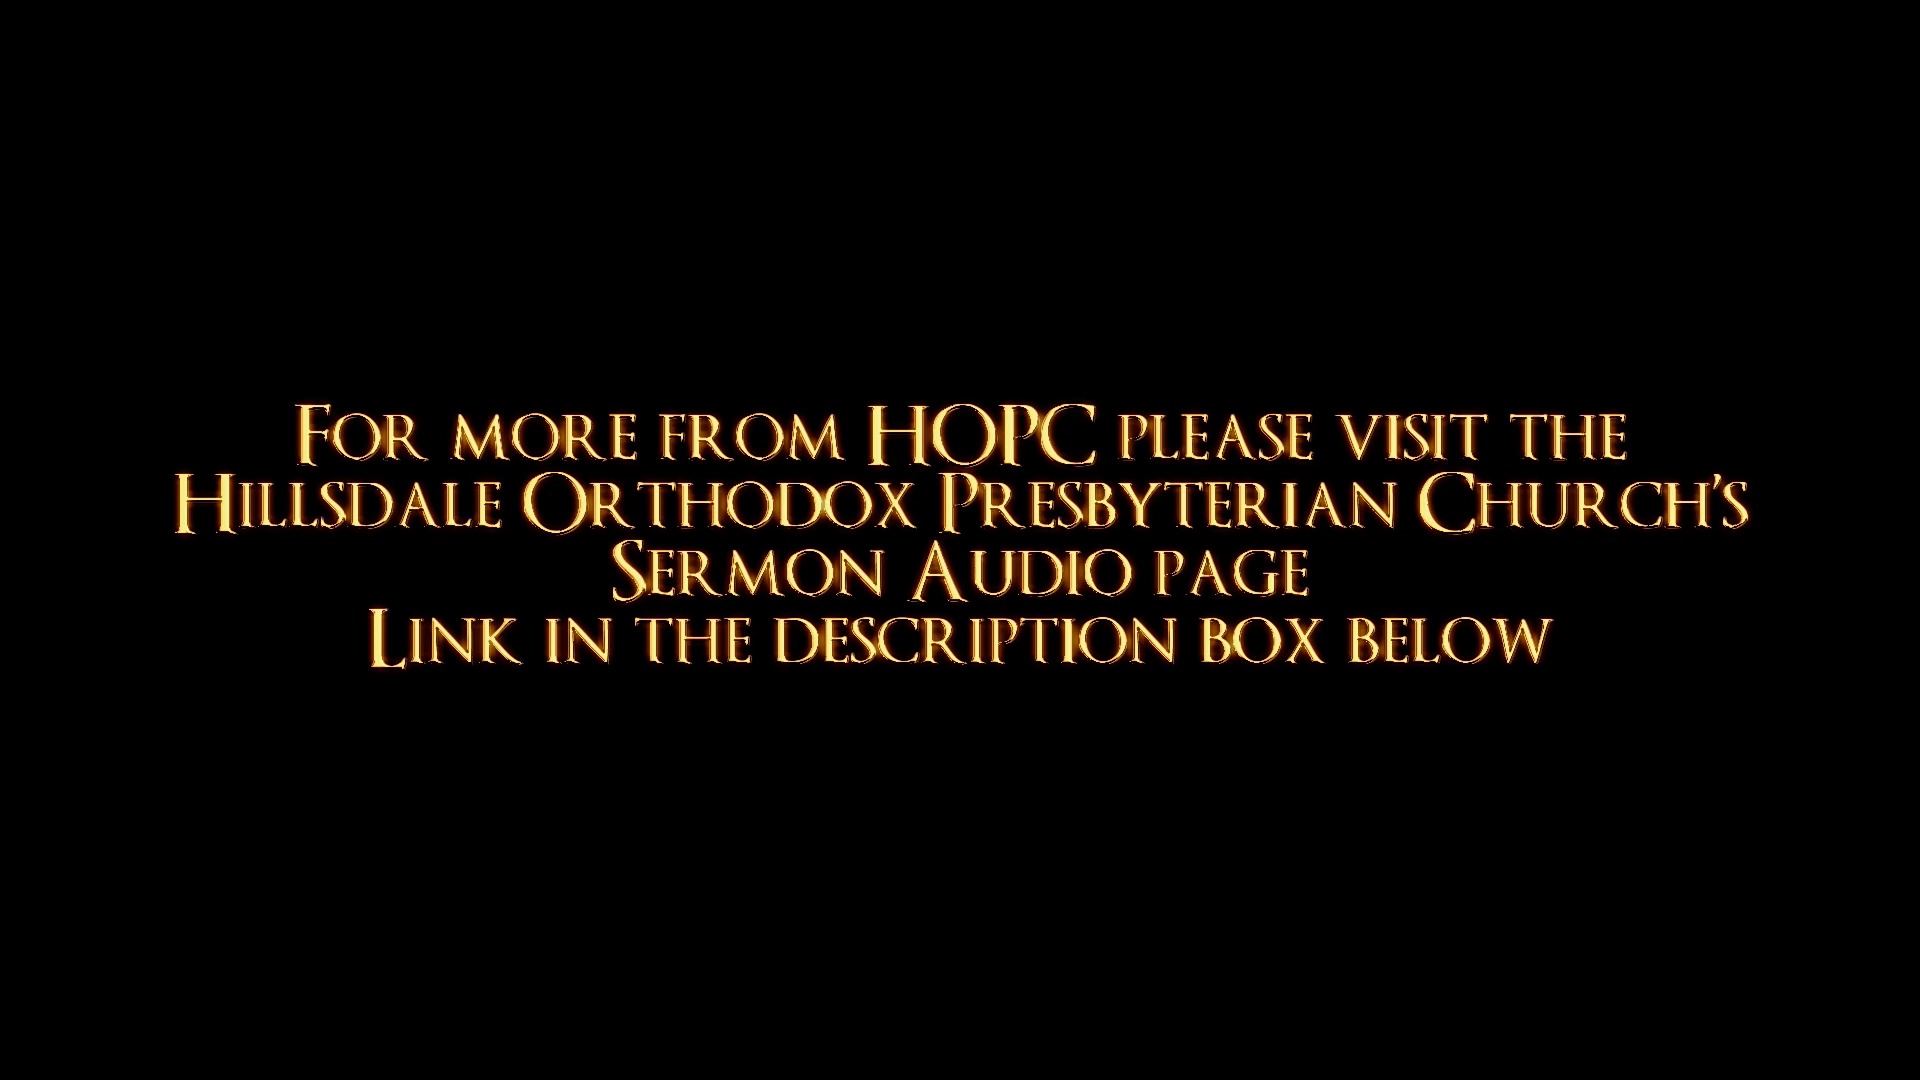 For more from HOPC please visit the
Hillsdale Orthodox Presbyterian Church's
Sermon Audio page
Link in the description box below